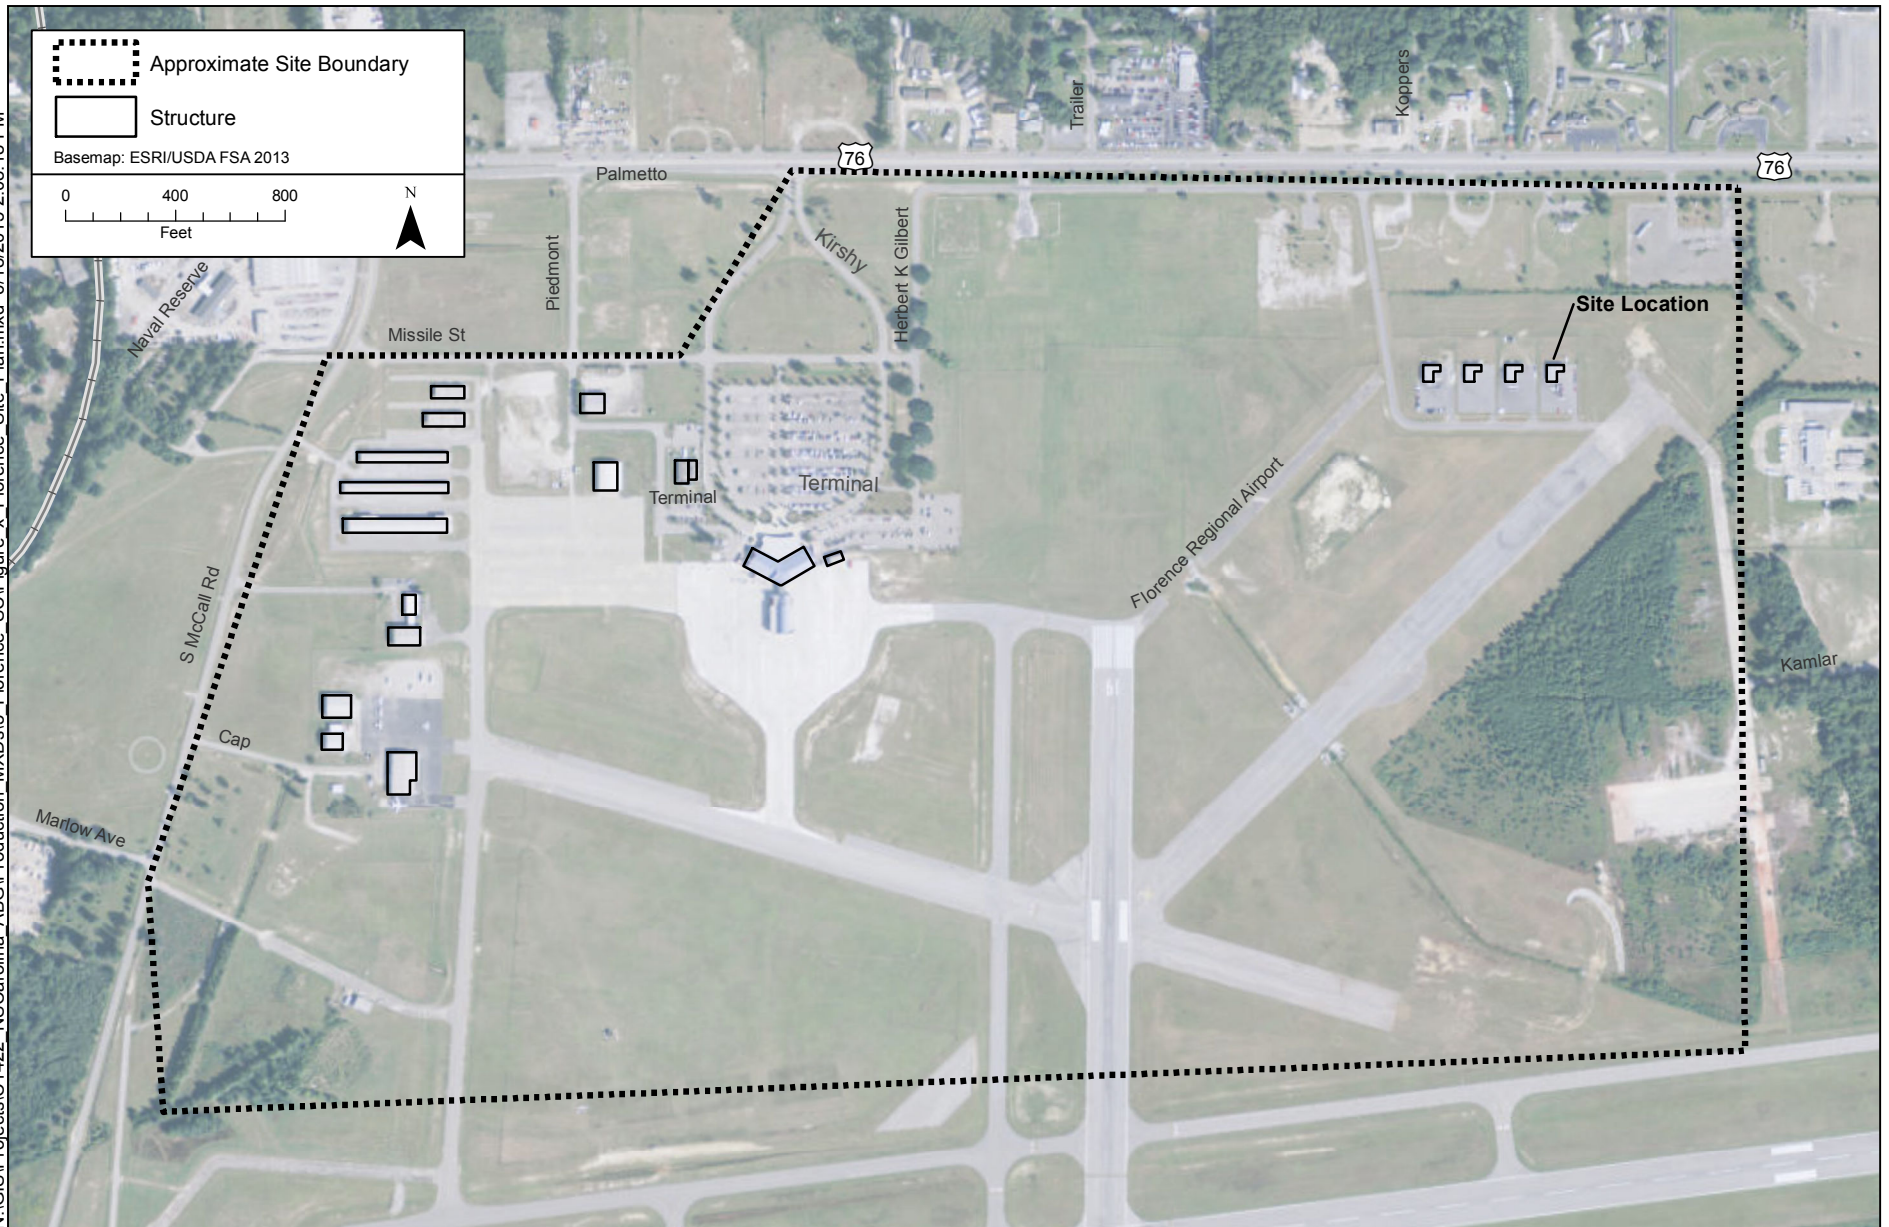 Approximate Site Boundary
Structure
Basemap: ESRI/USDA FSA 2013
0 400 800
Feet
N
Trailer
Koppers
76
76
Palmetto
Kirshy
Herbert K Gilbert
Piedmont
Naval Reserve
Missile St
Site Location
Terminal
Terminal
Florence Regional Airport
S McCall Rd
Kamlar
Cap
Marlow Ave